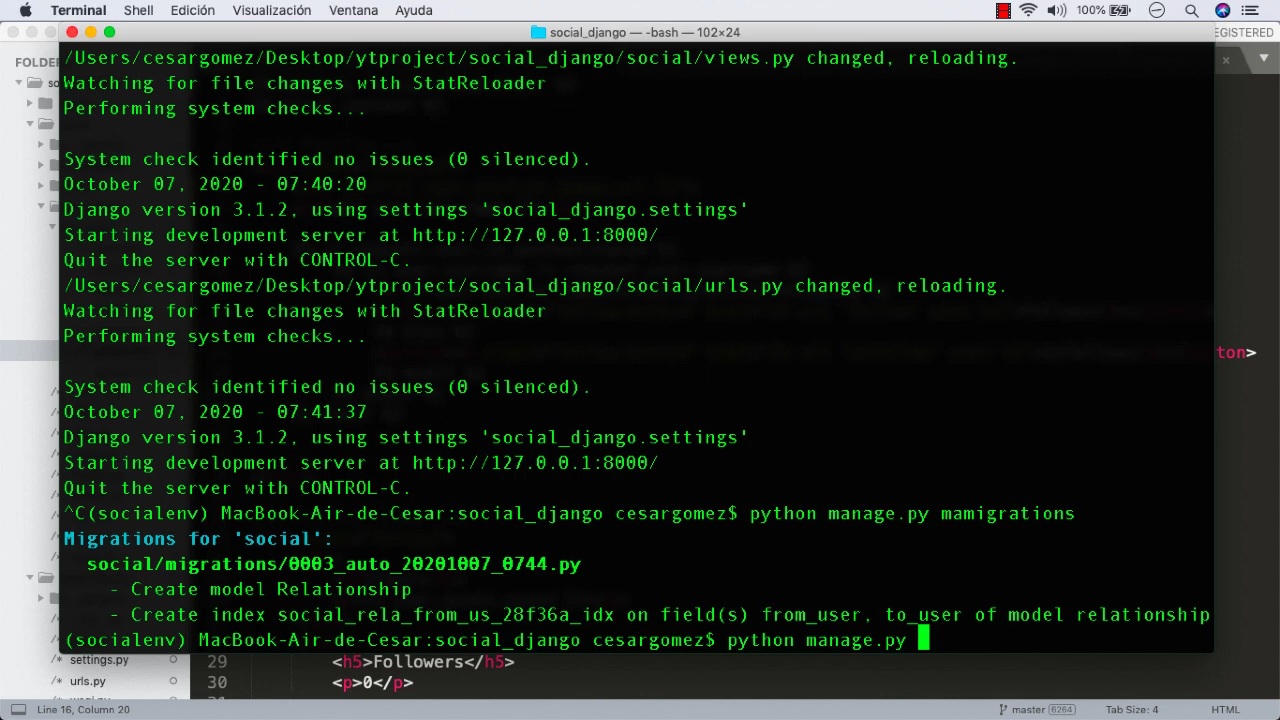 Terminal Shell Edición Visualización Ventana Ayuda 100%
social_django — -bash — 102×24
EGISTERED
FOLDER
so
/Users/cesargomez/Desktop/ytproject/social_django/social/views.py changed, reloading.
Watching for file changes with StatReloader
Performing system checks...
System check identified no issues (0 silenced).
October 07, 2020 - 07:40:20
Django version 3.1.2, using settings 'social_django.settings'
Starting development server at http://127.0.0.1:8000/
Quit the server with CONTROL-C.
/Users/cesargomez/Desktop/ytproject/social_django/social/urls.py changed, reloading.
Watching for file changes with StatReloader
Performing system checks...
ton>
System check identified no issues (0 silenced).
October 07, 2020 - 07:41:37
Django version 3.1.2, using settings 'social_django.settings'
Starting development server at http://127.0.0.1:8000/
Quit the server with CONTROL-C.
^C(socialenv) MacBook-Air-de-Cesar:social_django cesargomez$ python manage.py mamigrations
Migrations for 'social':
social/migrations/0003_auto_20201007_0744.py
- Create model Relationship
- Create index social_rela_from_us_28f36a_idx on field(s) from_user, to_user of model relationship
(socialenv) MacBook-Air-de-Cesar:social_django cesargomez$ python manage.py
settings.py 29 <h5>Followers</h5>
urls.py 30 <p>0</p>
Line 16, Column 20 master 6264 Tab Size: 4 HTML